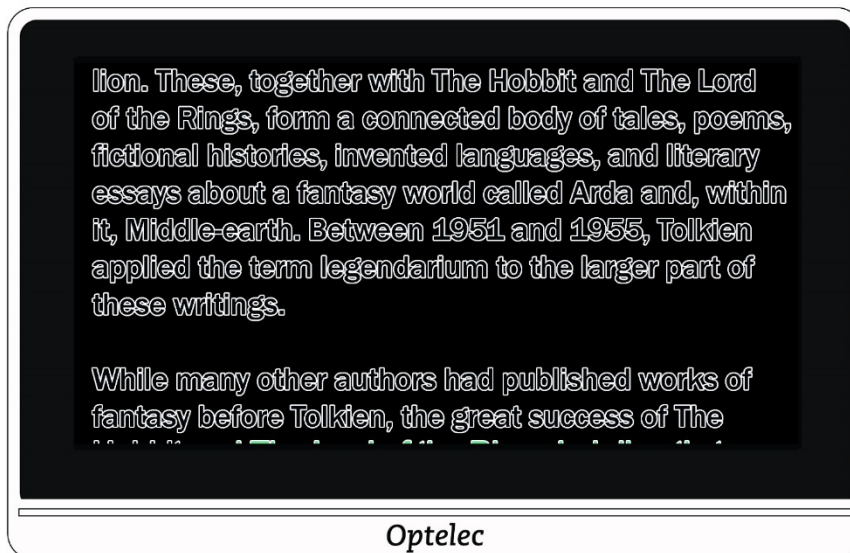 lion. These, together with The Hobbit and The Lord
of the Rings, form a connected body of tales, poems,
fictional histories, invented languages, and literary
essays about a fantasy world called Arda and, within
it, Middle-earth. Between 1951 and 1955, Tolkien
applied the term legendarium to the larger part of
these writings.
While many other authors had published works of
fantasy before Tolkien, the great success of The
Optelec